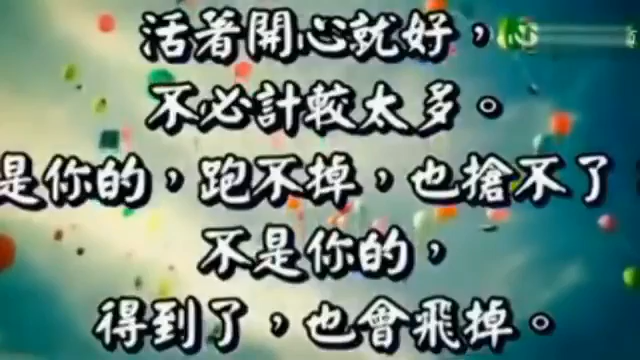 活著開心就好，
不必計較太多。
是你的，跑不掉，也搶不了
不是你的，
得到了，也會飛掉。